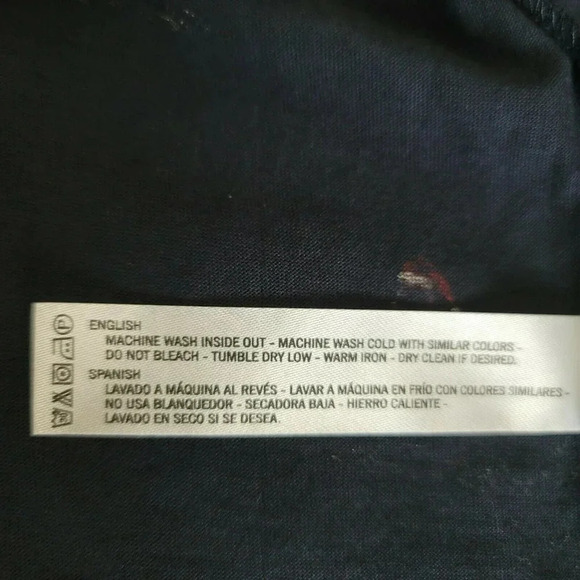 ENGLISH
MACHINE WASH INSIDE OUT - MACHINE WASH COLD WITH SIMILAR COLORS -
DO NOT BLEACH - TUMBLE DRY LOW - WARM IRON - DRY CLEAN IF DESIRED.
SPANISH
LAVADO A MÁQUINA AL REVÉS - LAVAR A MÁQUINA EN FRÍO CON COLORES SIMILARES -
NO USA BLANQUEDOR - SECADORA BAJA - HIERRO CALIENTE -
LAVADO EN SECO SI SE DESEA.